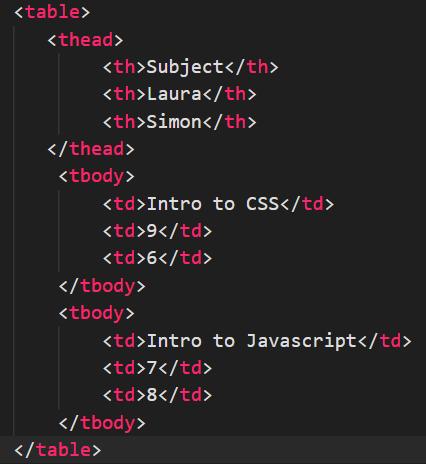 <table>
<thead>
<th>Subject</th>
<th>Laura</th>
<th>Simon</th>
</thead>
<tbody>
<td>Intro to CSS</td>
<td>9</td>
<td>6</td>
</tbody>
<tbody>
<td>Intro to Javascript</td>
<td>7</td>
<td>8</td>
</tbody>
</table>